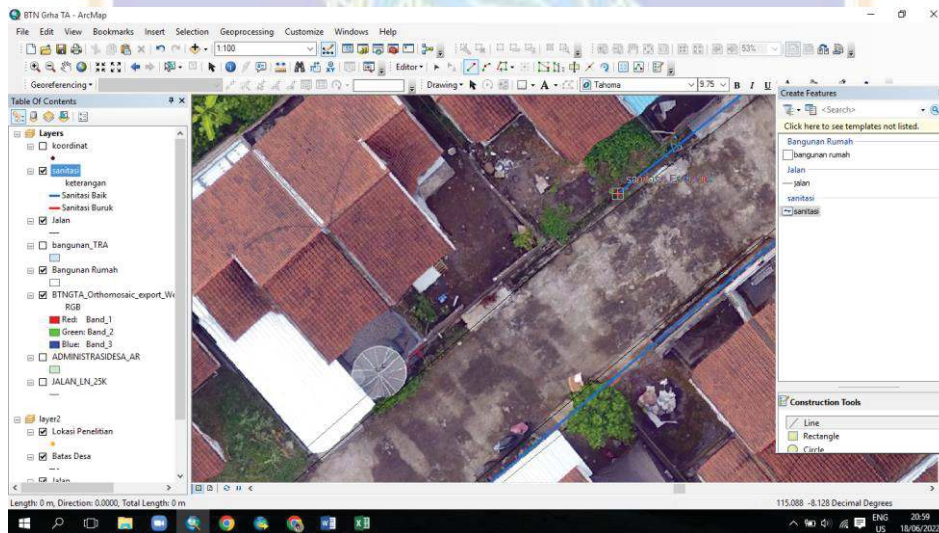 BTN Grha TA - ArcMap
File Edit View Bookmarks Insert Selection Geoprocessing Customize Windows Help
1:100
53%
Editor
Georeferencing
Drawing
A
Tahoma
9.75
B I U
Table Of Contents
Layers
koordinat
sanitasi
keterangan
Sanitasi Baik
Sanitasi Buruk
Jalan
bangunan_TRA
Bangunan Rumah
BTNGTA_Orthomosaic_export_We
RGB
Red: Band_1
Green: Band_2
Blue: Band_3
ADMINISTRASIDESA_AR
JALAN_LN_25K
layer2
Lokasi Penelitian
Batas Desa
Jalan
Create Features
<Search>
Click here to see templates not listed.
Bangunan Rumah
bangunan rumah
Jalan
jalan
sanitasi
sanitasi
Construction Tools
Line
Rectangle
Circle
Length: 0 m, Direction: 0.0000, Total Length: 0 m
115.088 -8.128 Decimal Degrees
ENG
US
20:59
18/06/2022